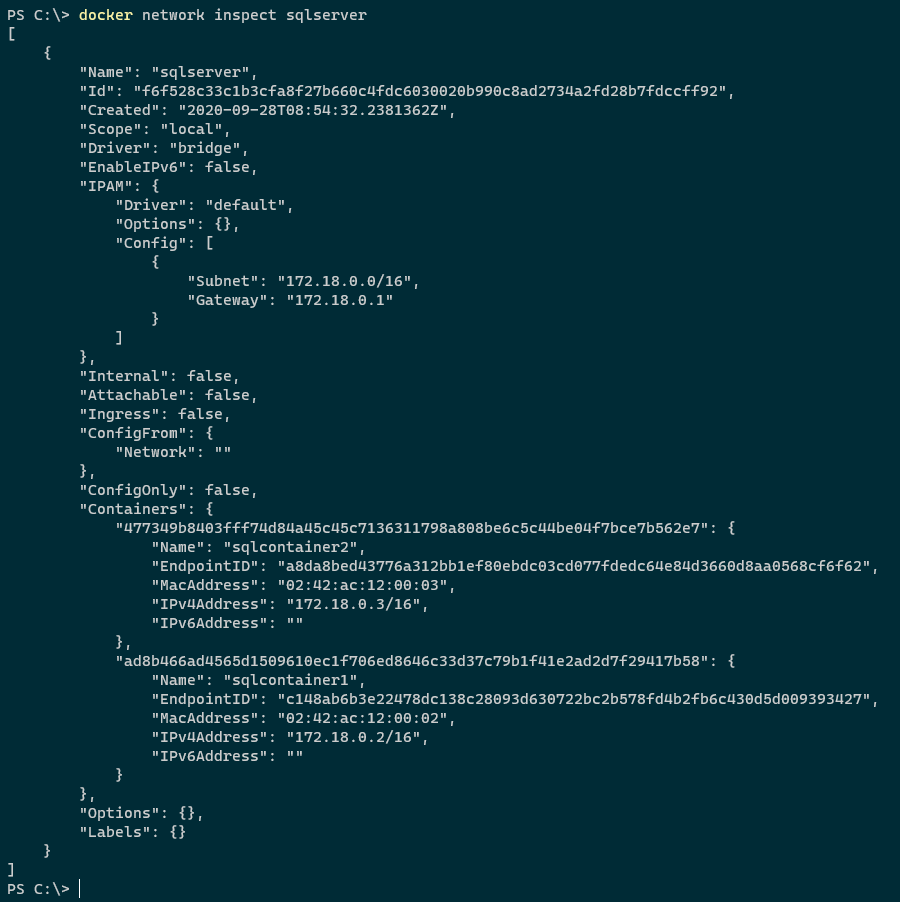 PS C:\> docker network inspect sqlserver
[
    {
        "Name": "sqlserver",
        "Id": "f6f528c33c1b3cfa8f27b660c4fdc6030020b990c8ad2734a2fd28b7fdccff92",
        "Created": "2020-09-28T08:54:32.2381362Z",
        "Scope": "local",
        "Driver": "bridge",
        "EnableIPv6": false,
        "IPAM": {
            "Driver": "default",
            "Options": {},
            "Config": [
                {
                    "Subnet": "172.18.0.0/16",
                    "Gateway": "172.18.0.1"
                }
            ]
        },
        "Internal": false,
        "Attachable": false,
        "Ingress": false,
        "ConfigFrom": {
            "Network": ""
        },
        "ConfigOnly": false,
        "Containers": {
            "477349b8403fff74d84a45c45c7136311798a808be6c5c44be04f7bce7b562e7": {
                "Name": "sqlcontainer2",
                "EndpointID": "a8da8bed43776a312bb1ef80ebdc03cd077fdedc64e84d3660d8aa0568cf6f62",
                "MacAddress": "02:42:ac:12:00:03",
                "IPv4Address": "172.18.0.3/16",
                "IPv6Address": ""
            },
            "ad8b466ad4565d1509610ec1f706ed8646c33d37c79b1f41e2ad2d7f29417b58": {
                "Name": "sqlcontainer1",
                "EndpointID": "c148ab6b3e22478dc138c28093d630722bc2b578fd4b2fb6c430d5d009393427",
                "MacAddress": "02:42:ac:12:00:02",
                "IPv4Address": "172.18.0.2/16",
                "IPv6Address": ""
            }
        },
        "Options": {},
        "Labels": {}
    }
]
PS C:\>